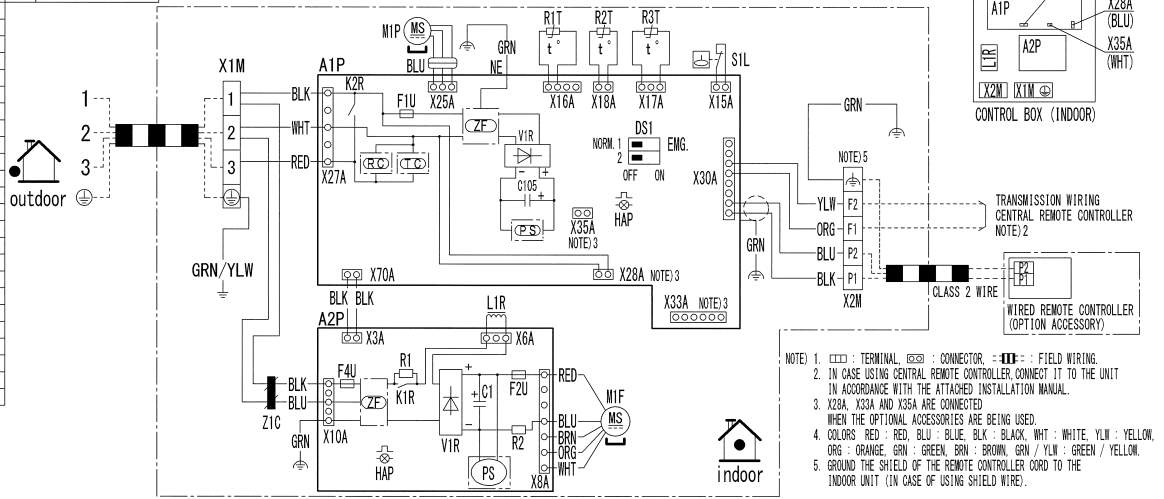 A1P
X28A
(BLU)
X35A
(WHT)
L1R
A2P
X2M
X1M
CONTROL BOX (INDOOR)
M1P
MS
BLU
GRN
NE
R1T
R2T
R3T
t°
t°
t°
S1L
X1M
A1P
K2R
X25A
X16A
X18A
X17A
X15A
1
2
3
outdoor
1
2
3
BLK
WHT
RED
X27A
F1U
ZF
V1R
RC
TC
C105
+
-
+
PS
DS1
NORM. 1
2
EMG.
OFF ON
HAP
X35A
NOTE) 3
X30A
GRN
GRN
NOTE) 5
YLW
F2
ORG
F1
BLU
P2
BLK
P1
X2M
TRANSMISSION WIRING
CENTRAL REMOTE CONTROLLER
NOTE) 2
CLASS 2 WIRE
P2
P1
WIRED REMOTE CONTROLLER
(OPTION ACCESSORY)
GRN/YLW
X70A
X28A NOTE) 3
X33A NOTE) 3
BLK BLK
A2P
X3A
L1R
X6A
Z1C
BLK
BLU
GRN
X10A
F4U
R1
K1R
ZF
HAP
V1R
+
-
+
C1
PS
F2U
R2
X8A
RED
BLU
BRN
ORG
WHT
M1F
MS
indoor
NOTE) 1. : TERMINAL, : CONNECTOR, : FIELD WIRING.
2. IN CASE USING CENTRAL REMOTE CONTROLLER, CONNECT IT TO THE UNIT
IN ACCORDANCE WITH THE ATTACHED INSTALLATION MANUAL.
3. X28A, X33A AND X35A ARE CONNECTED
WHEN THE OPTIONAL ACCESSORIES ARE BEING USED.
4. COLORS RED : RED, BLU : BLUE, BLK : BLACK, WHT : WHITE, YLW : YELLOW,
ORG : ORANGE, GRN : GREEN, BRN : BROWN, GRN / YLW : GREEN / YELLOW.
5. GROUND THE SHIELD OF THE REMOTE CONTROLLER CORD TO THE
INDOOR UNIT (IN CASE OF USING SHIELD WIRE).